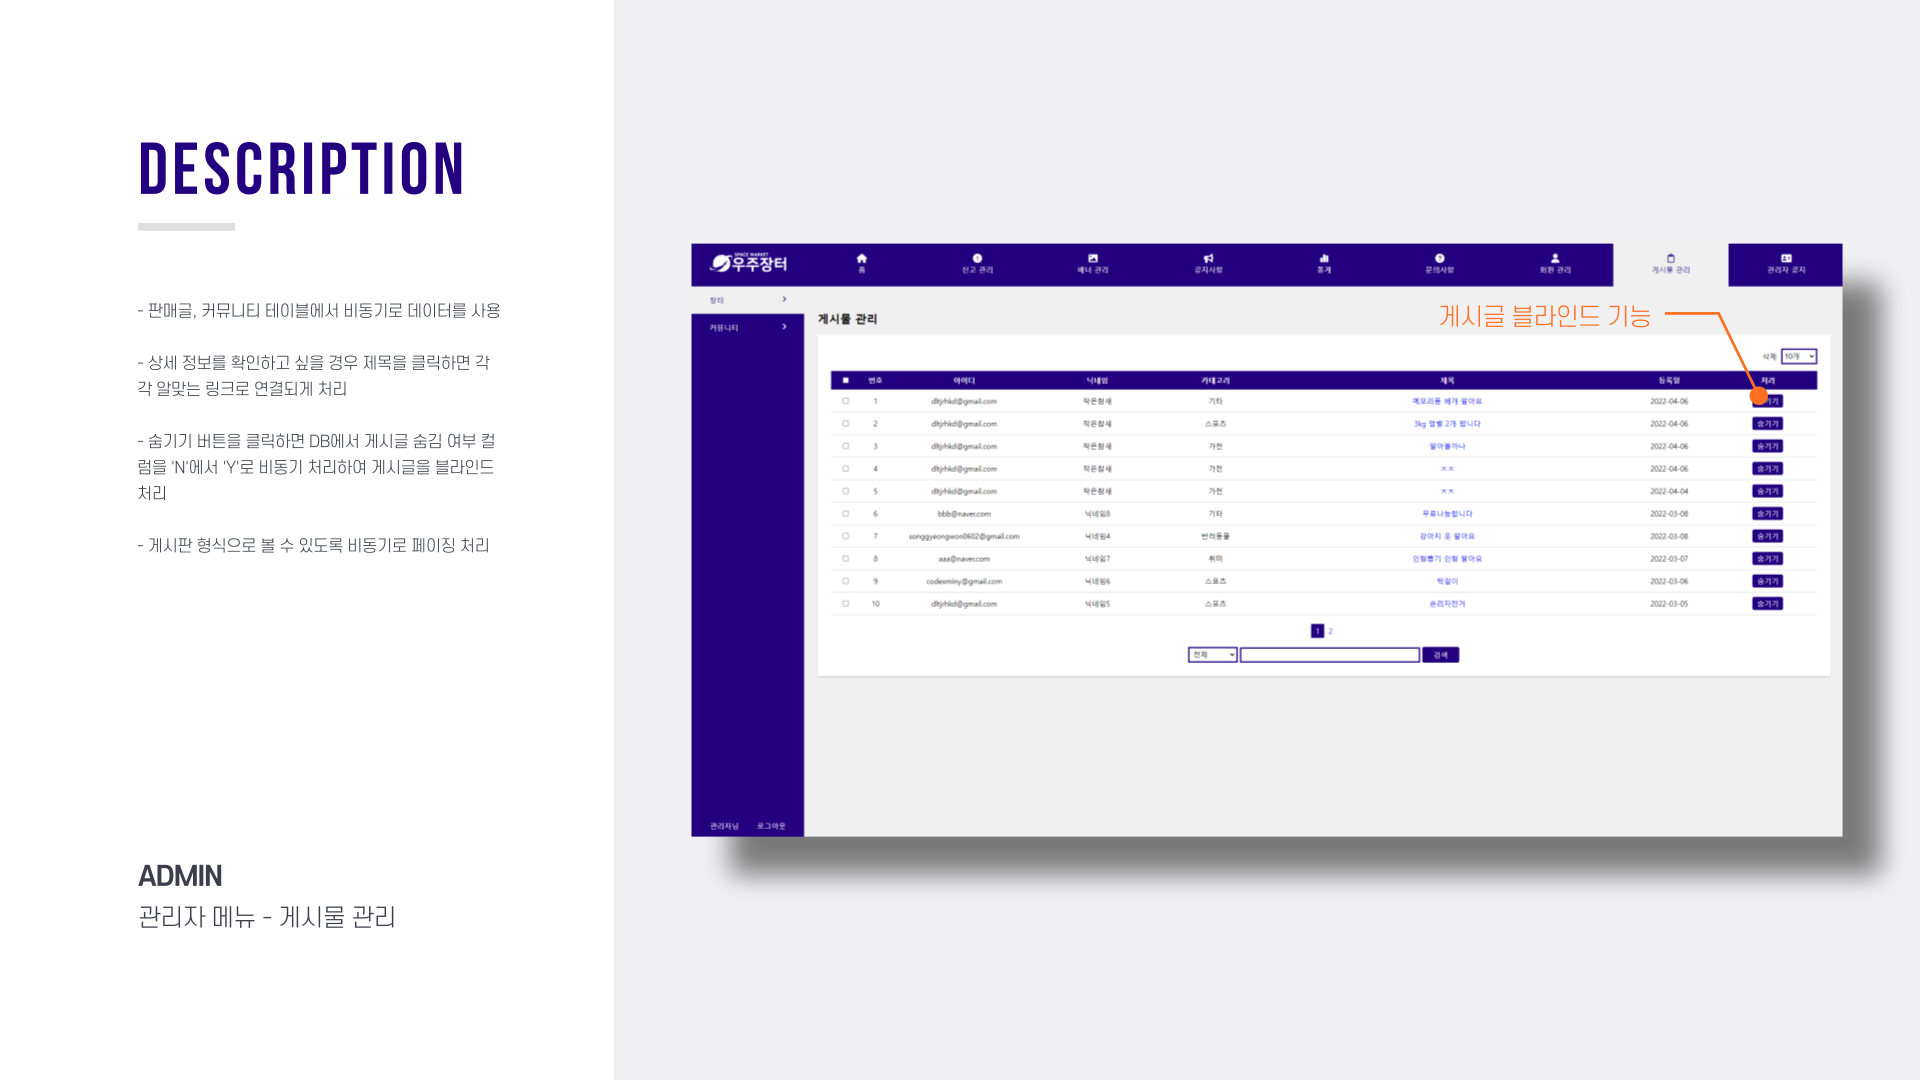 DESCRIPTION
- 판매글, 커뮤니티 테이블에서 비동기로 데이터를 사용
- 상세 정보를 확인하고 싶을 경우 제목을 클릭하면 각
각 알맞는 링크로 연결되게 처리
- 숨기기 버튼을 클릭하면 DB에서 게시글 숨김 여부 컬
럼을 'N'에서 'Y'로 비동기 처리하여 게시글을 블라인드
처리
- 게시판 형식으로 볼 수 있도록 비동기로 페이징 처리
ADMIN
관리자 메뉴 - 게시물 관리
SPACE MARKET
우주장터
홈 신고 관리 배너 관리 공지사항 통계 문의사항 회원 관리 게시물 관리 관리자 공지
장터
커뮤니티
게시물 관리
게시글 블라인드 기능
삭제 10개
번호 아이디 닉네임 카테고리 제목 등록일 처리
1 dltjrhkd@gmail.com 작은참새 기타 메모리폼 베개 팔아요 2022-04-06
2 dltjrhkd@gmail.com 작은참새 스포츠 3kg 덤벨 2개 팝니다 2022-04-06 숨기기
3 dltjrhkd@gmail.com 작은참새 가전 팔아볼까나 2022-04-06 숨기기
4 dltjrhkd@gmail.com 작은참새 가전 ㅈㅈ 2022-04-06 숨기기
5 dltjrhkd@gmail.com 작은참새 가전 ㅈㅈ 2022-04-04 숨기기
6 bbb@naver.com 닉네임8 기타 무료나눔합니다 2022-03-08 숨기기
7 songgyeongwon0602@gmail.com 닉네임4 반려동물 강아지 옷 팔아요 2022-03-08 숨기기
8 aaa@naver.com 닉네임7 취미 인형뽑기 인형 팔아요 2022-03-07 숨기기
9 codexminy@gmail.com 닉네임6 스포츠 턱걸이 2022-03-06 숨기기
10 dltjrhkd@gmail.com 닉네임5 스포츠 승리자전거 2022-03-05 숨기기
1 2
전체 검색
관리자님 로그아웃